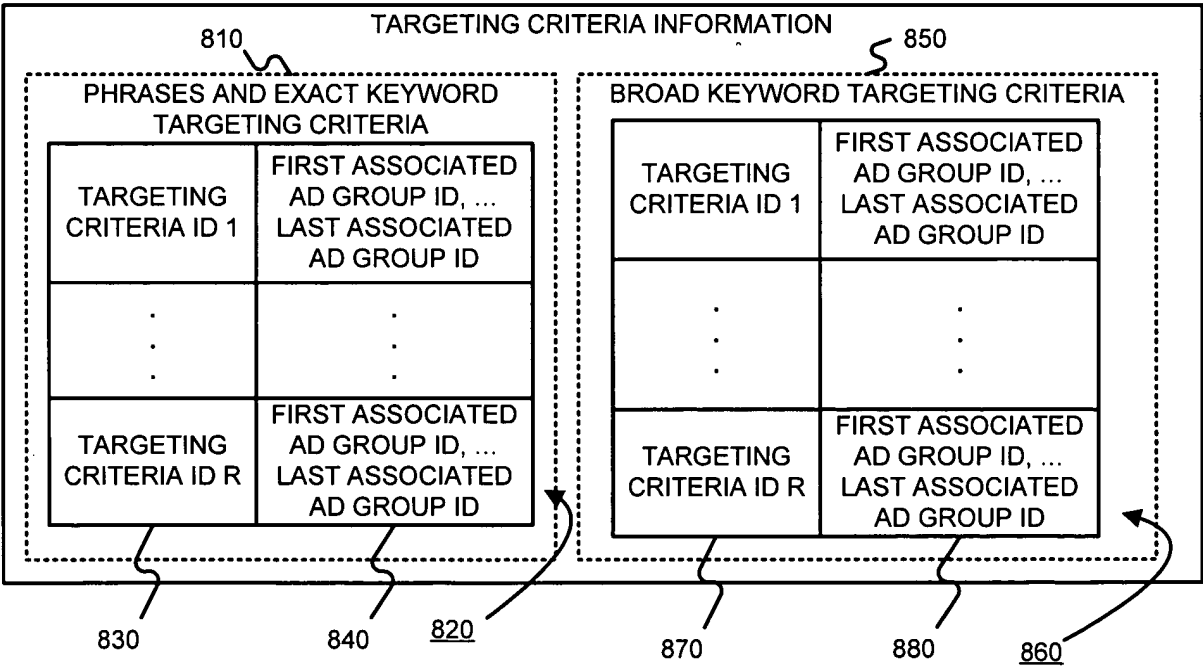 TARGETING CRITERIA INFORMATION
810
850
PHRASES AND EXACT KEYWORD
TARGETING CRITERIA
TARGETING
CRITERIA ID 1
FIRST ASSOCIATED
AD GROUP ID, ...
LAST ASSOCIATED
AD GROUP ID
.
.
.
.
.
.
TARGETING
CRITERIA ID R
FIRST ASSOCIATED
AD GROUP ID, ...
LAST ASSOCIATED
AD GROUP ID
BROAD KEYWORD TARGETING CRITERIA
TARGETING
CRITERIA ID 1
FIRST ASSOCIATED
AD GROUP ID, ...
LAST ASSOCIATED
AD GROUP ID
.
.
.
.
.
.
TARGETING
CRITERIA ID R
FIRST ASSOCIATED
AD GROUP ID, ...
LAST ASSOCIATED
AD GROUP ID
830
840
820
870
880
860